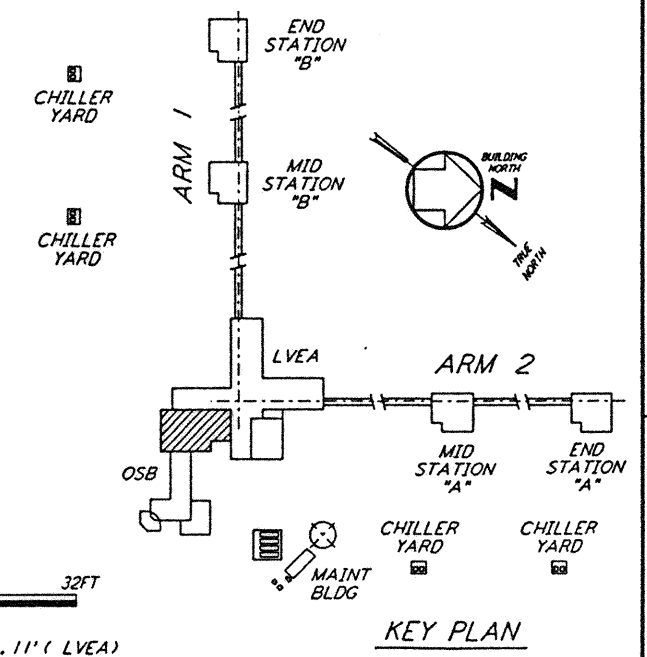 END
STATION
"B"
CHILLER
YARD
ARM 1
MID
STATION
"B"
BUILDING
NORTH
N
TRUE
NORTH
CHILLER
YARD
LVEA
ARM 2
MID
STATION
"A"
END
STATION
"A"
OSB
CHILLER
YARD
CHILLER
YARD
MAINT
BLDG
32FT
.11'( LVEA)
KEY PLAN